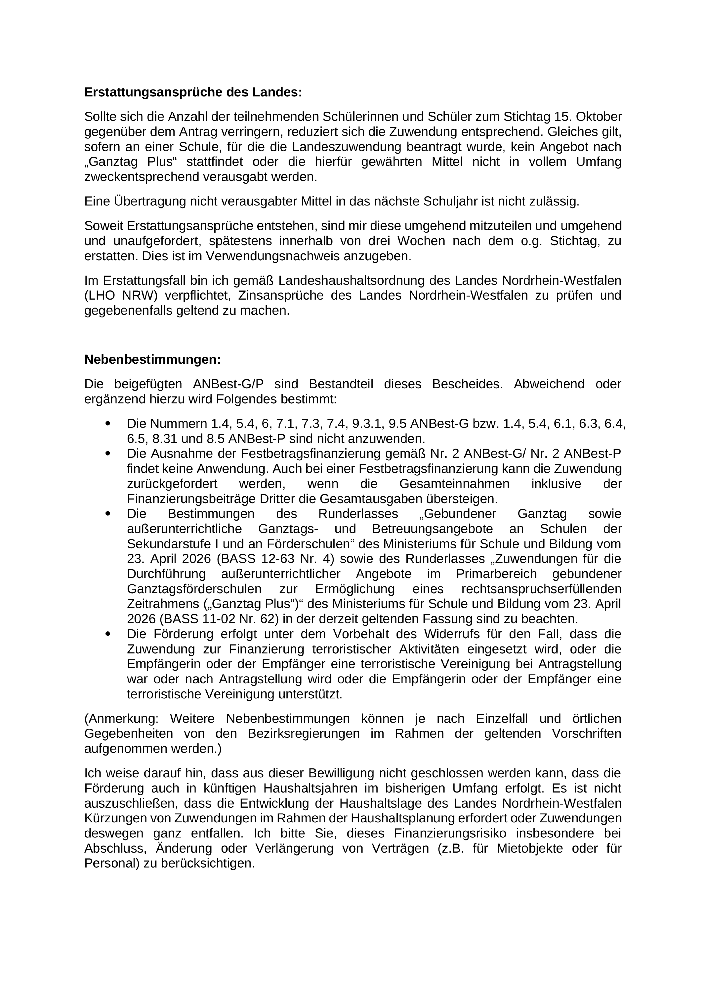 Erstattungsansprüche des Landes:
Sollte sich die Anzahl der teilnehmenden Schülerinnen und Schüler zum Stichtag 15. Oktober
gegenüber dem Antrag verringern, reduziert sich die Zuwendung entsprechend. Gleiches gilt,
sofern an einer Schule, für die die Landeszuwendung beantragt wurde, kein Angebot nach
„Ganztag Plus“ stattfindet oder die hierfür gewährten Mittel nicht in vollem Umfang
zweckentsprechend verausgabt werden.
Eine Übertragung nicht verausgabter Mittel in das nächste Schuljahr ist nicht zulässig.
Soweit Erstattungsansprüche entstehen, sind mir diese umgehend mitzuteilen und umgehend
und unaufgefordert, spätestens innerhalb von drei Wochen nach dem o.g. Stichtag, zu
erstatten. Dies ist im Verwendungsnachweis anzugeben.
Im Erstattungsfall bin ich gemäß Landeshaushaltsordnung des Landes Nordrhein-Westfalen
(LHO NRW) verpflichtet, Zinsansprüche des Landes Nordrhein-Westfalen zu prüfen und
gegebenenfalls geltend zu machen.
Nebenbestimmungen:
Die beigefügten ANBest-G/P sind Bestandteil dieses Bescheides. Abweichend oder
ergänzend hierzu wird Folgendes bestimmt:
• Die Nummern 1.4, 5.4, 6, 7.1, 7.3, 7.4, 9.3.1, 9.5 ANBest-G bzw. 1.4, 5.4, 6.1, 6.3, 6.4,
6.5, 8.31 und 8.5 ANBest-P sind nicht anzuwenden.
• Die Ausnahme der Festbetragsfinanzierung gemäß Nr. 2 ANBest-G/ Nr. 2 ANBest-P
findet keine Anwendung. Auch bei einer Festbetragsfinanzierung kann die Zuwendung
zurückgefordert werden, wenn die Gesamteinnahmen inklusive der
Finanzierungsbeiträge Dritter die Gesamtausgaben übersteigen.
• Die Bestimmungen des Runderlasses „Gebundener Ganztag sowie
außerunterrichtliche Ganztags- und Betreuungsangebote an Schulen der
Sekundarstufe I und an Förderschulen“ des Ministeriums für Schule und Bildung vom
23. April 2026 (BASS 12-63 Nr. 4) sowie des Runderlasses „Zuwendungen für die
Durchführung außerunterrichtlicher Angebote im Primarbereich gebundener
Ganztagsförderschulen zur Ermöglichung eines rechtsanspruchserfüllenden
Zeitrahmens („Ganztag Plus“)“ des Ministeriums für Schule und Bildung vom 23. April
2026 (BASS 11-02 Nr. 62) in der derzeit geltenden Fassung sind zu beachten.
• Die Förderung erfolgt unter dem Vorbehalt des Widerrufs für den Fall, dass die
Zuwendung zur Finanzierung terroristischer Aktivitäten eingesetzt wird, oder die
Empfängerin oder der Empfänger eine terroristische Vereinigung bei Antragstellung
war oder nach Antragstellung wird oder die Empfängerin oder der Empfänger eine
terroristische Vereinigung unterstützt.
(Anmerkung: Weitere Nebenbestimmungen können je nach Einzelfall und örtlichen
Gegebenheiten von den Bezirksregierungen im Rahmen der geltenden Vorschriften
aufgenommen werden.)
Ich weise darauf hin, dass aus dieser Bewilligung nicht geschlossen werden kann, dass die
Förderung auch in künftigen Haushaltsjahren im bisherigen Umfang erfolgt. Es ist nicht
auszuschließen, dass die Entwicklung der Haushaltslage des Landes Nordrhein-Westfalen
Kürzungen von Zuwendungen im Rahmen der Haushaltsplanung erfordert oder Zuwendungen
deswegen ganz entfallen. Ich bitte Sie, dieses Finanzierungsrisiko insbesondere bei
Abschluss, Änderung oder Verlängerung von Verträgen (z.B. für Mietobjekte oder für
Personal) zu berücksichtigen.